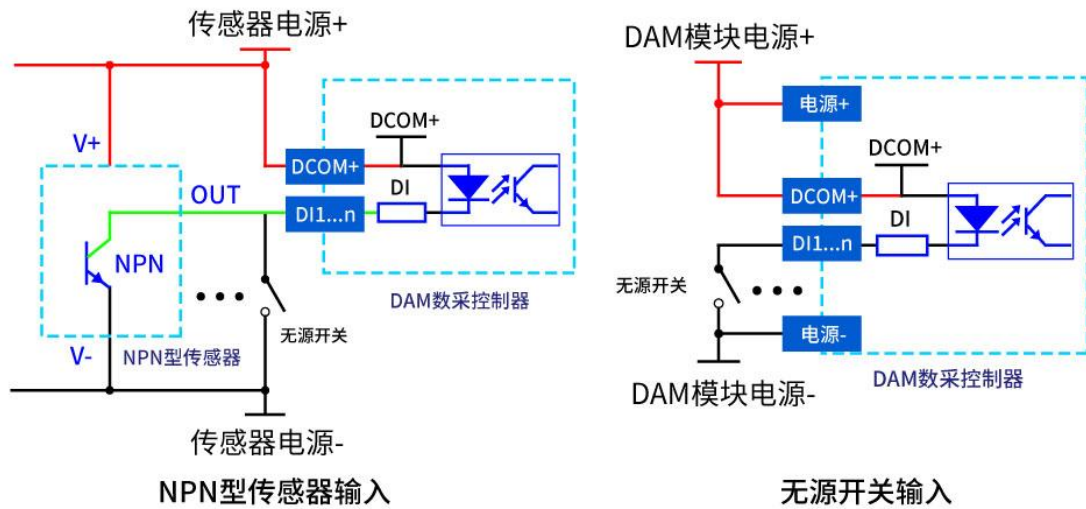 传感器电源+
V+
DCOM+
DCOM+
OUT
DI
DI1...n
NPN
DAM数采控制器
无源开关
V-
NPN型传感器
传感器电源-
NPN型传感器输入
DAM模块电源+
电源+
DCOM+
DCOM+
DI
DI1...n
无源开关
电源-
DAM数采控制器
DAM模块电源-
无源开关输入